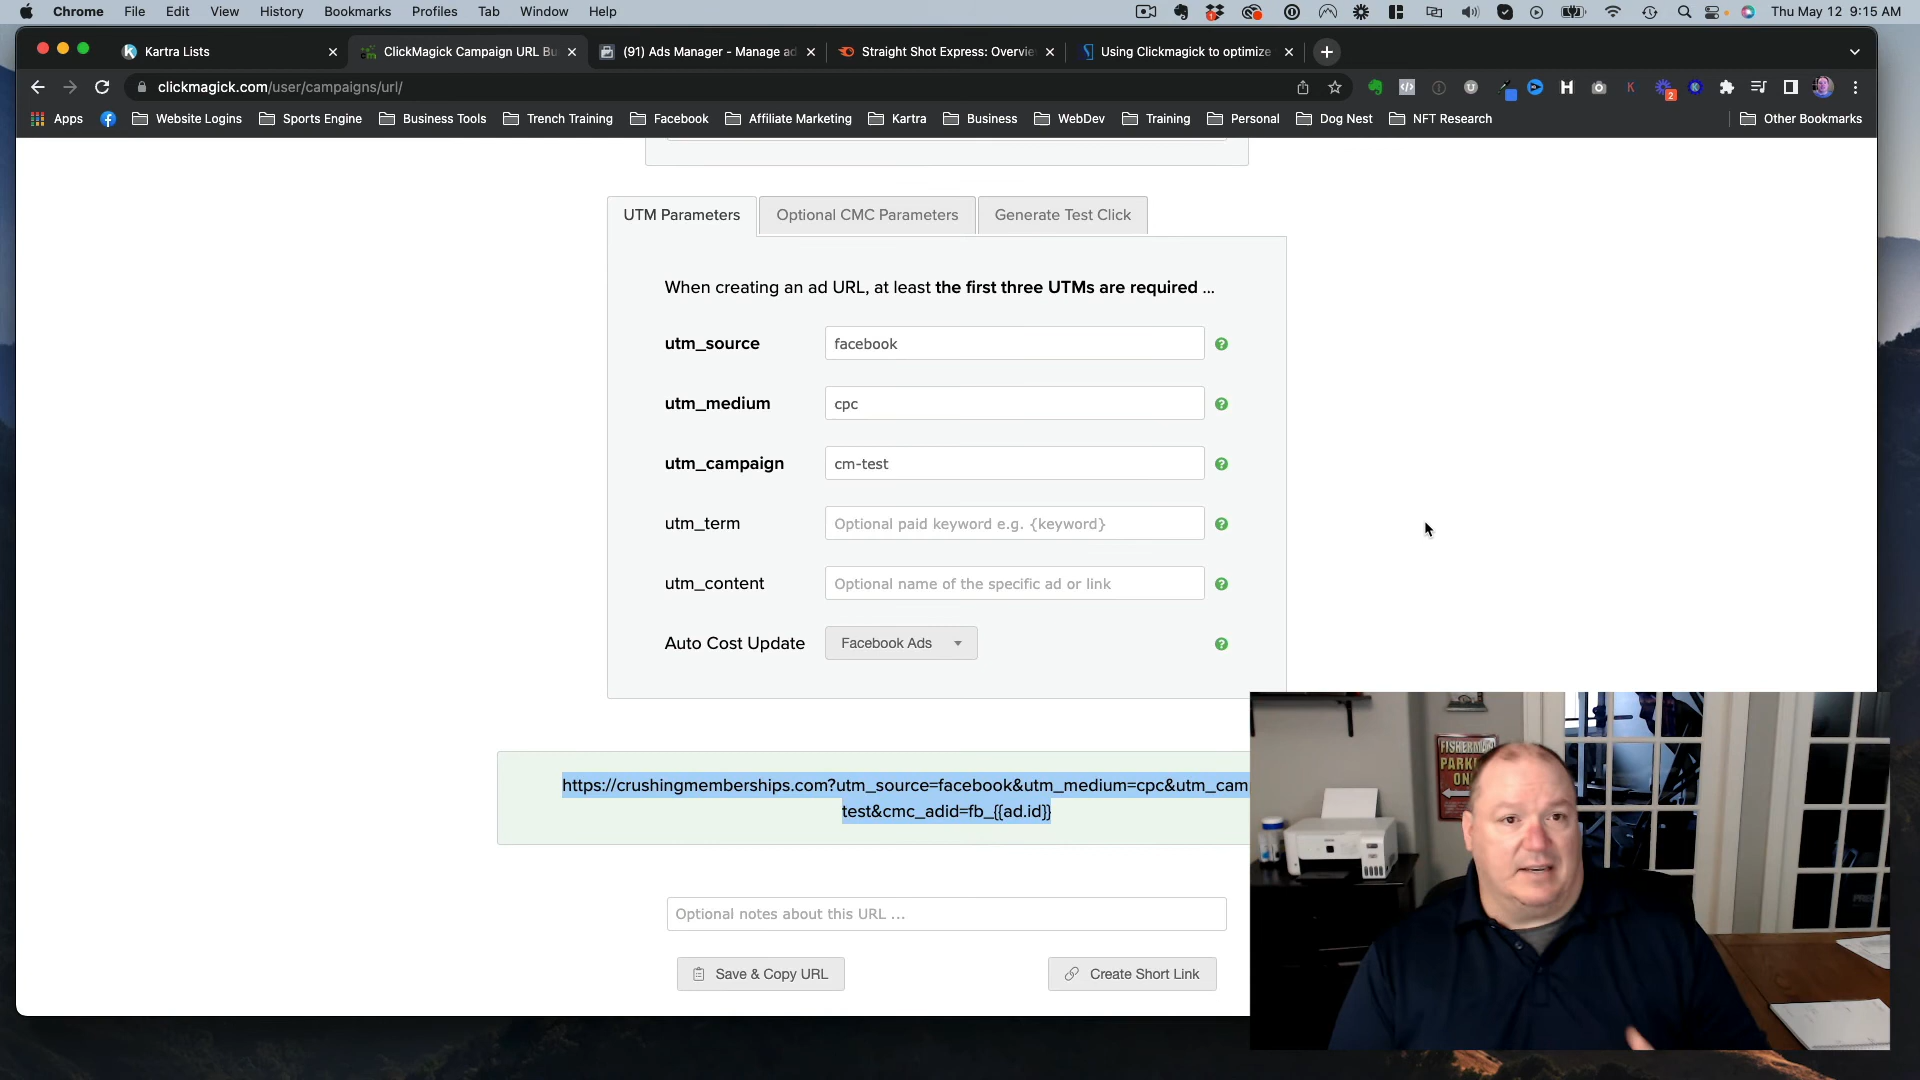 Chrome File Edit View History Bookmarks Profiles Tab Window Help Thu May 12 9:15 AM
Kartra Lists ClickMagick Campaign URL Bu (91) Ads Manager - Manage ad Straight Shot Express: Overvie Using Clickmagick to optimize
clickmagick.com/user/campaigns/url/
Apps Website Logins Sports Engine Business Tools Trench Training Facebook Affiliate Marketing Kartra Business WebDev Training Personal Dog Nest NFT Research Other Bookmarks
UTM Parameters Optional CMC Parameters Generate Test Click
When creating an ad URL, at least the first three UTMs are required ...
utm_source facebook
utm_medium cpc
utm_campaign cm-test
utm_term Optional paid keyword e.g. {keyword}
utm_content Optional name of the specific ad or link
Auto Cost Update Facebook Ads
https://crushingmemberships.com?utm_source=facebook&utm_medium=cpc&utm_cam
test&cmc_adid=fb_{{ad.id}}
Optional notes about this URL ...
Save & Copy URL Create Short Link